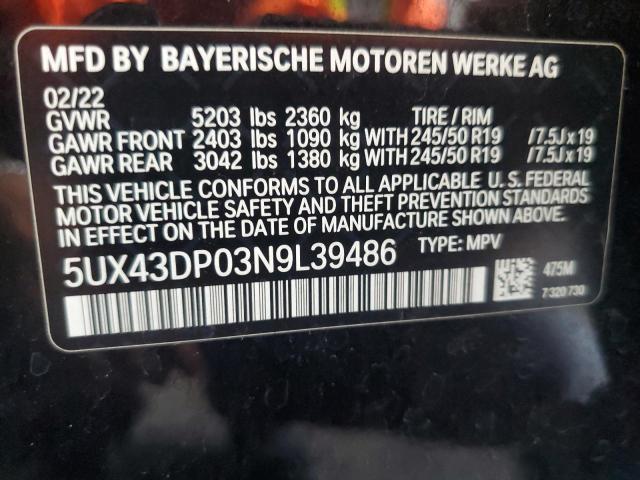 MFD BY BAYERISCHE MOTOREN WERKE AG
02/22
GVWR 5203 lbs 2360 kg TIRE / RIM
GAWR FRONT 2403 lbs 1090 kg WITH 245/50 R19 /7.5J x 19
GAWR REAR 3042 lbs 1380 kg WITH 245/50 R19 /7.5J x 19
THIS VEHICLE CONFORMS TO ALL APPLICABLE U. S. FEDERAL
MOTOR VEHICLE SAFETY AND THEFT PREVENTION STANDARDS
IN EFFECT ON THE DATE OF MANUFACTURE SHOWN ABOVE.
5UX43DP03N9L39486 TYPE: MPV
475M
7 320 730